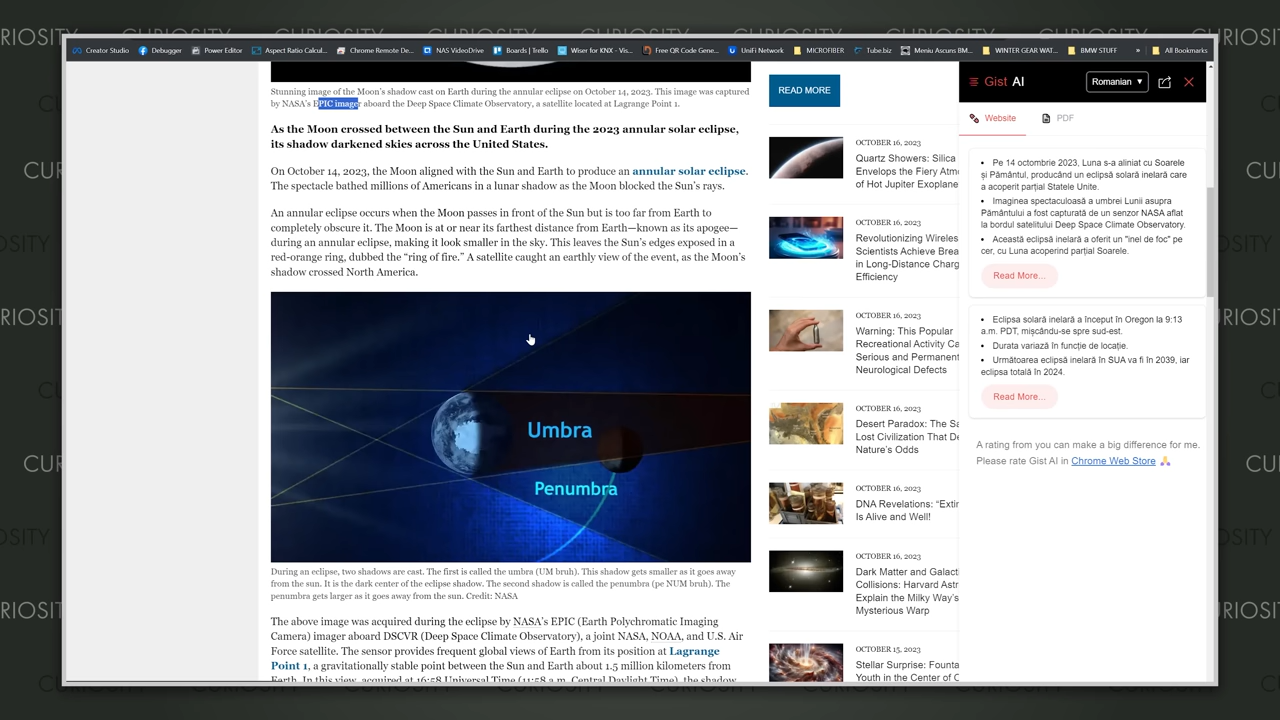 CURIOSITY
Creator Studio
Debugger
Power Editor
Aspect Ratio Calcul...
Chrome Remote De...
NAS VideoDrive
Boards | Trello
Wiser for KNX - Vis...
Free QR Code Gene...
UniFi Network
MICROFIBER
Tube.biz
Meniu Ascuns BM...
WINTER GEAR WAT...
BMW STUFF
»
All Bookmarks
Stunning image of the Moon's shadow cast on Earth during the annular eclipse on October 14, 2023. This image was captured
by NASA's EPIC imager aboard the Deep Space Climate Observatory, a satellite located at Lagrange Point 1.
As the Moon crossed between the Sun and Earth during the 2023 annular solar eclipse,
its shadow darkened skies across the United States.
On October 14, 2023, the Moon aligned with the Sun and Earth to produce an annular solar eclipse.
The spectacle bathed millions of Americans in a lunar shadow as the Moon blocked the Sun's rays.
An annular eclipse occurs when the Moon passes in front of the Sun but is too far from Earth to
completely obscure it. The Moon is at or near its farthest distance from Earth—known as its apogee—
during an annular eclipse, making it look smaller in the sky. This leaves the Sun's edges exposed in a
red-orange ring, dubbed the “ring of fire.” A satellite caught an earthly view of the event, as the Moon's
shadow crossed North America.
Umbra
Penumbra
During an eclipse, two shadows are cast. The first is called the umbra (UM bruh). This shadow gets smaller as it goes away
from the sun. It is the dark center of the eclipse shadow. The second shadow is called the penumbra (pe NUM bruh). The
penumbra gets larger as it goes away from the sun. Credit: NASA
The above image was acquired during the eclipse by NASA's EPIC (Earth Polychromatic Imaging
Camera) imager aboard DSCVR (Deep Space Climate Observatory), a joint NASA, NOAA, and U.S. Air
Force satellite. The sensor provides frequent global views of Earth from its position at Lagrange
Point 1, a gravitationally stable point between the Sun and Earth about 1.5 million kilometers from
Earth. In this view, acquired at 16:58 Universal Time (11:58 a.m. Central Daylight Time), the shadow
READ MORE
OCTOBER 16, 2023
Quartz Showers: Silica
Envelops the Fiery Atmo
of Hot Jupiter Exoplane
OCTOBER 16, 2023
Revolutionizing Wireles
Scientists Achieve Brea
in Long-Distance Charg
Efficiency
OCTOBER 16, 2023
Warning: This Popular
Recreational Activity Ca
Serious and Permanent
Neurological Defects
OCTOBER 16, 2023
Desert Paradox: The Sa
Lost Civilization That De
Nature's Odds
OCTOBER 16, 2023
DNA Revelations: “Extin
Is Alive and Well!
OCTOBER 16, 2023
Dark Matter and Galacti
Collisions: Harvard Astr
Explain the Milky Way's
Mysterious Warp
OCTOBER 15, 2023
Stellar Surprise: Founta
Youth in the Center of O
Gist AI
Romanian ▼
Website
PDF
• Pe 14 octombrie 2023, Luna s-a aliniat cu Soarele
și Pământul, producând un eclipsă solară inelară care
a acoperit parțial Statele Unite.
• Imaginea spectaculoasă a umbrei Lunii asupra
Pământului a fost capturată de un senzor NASA aflat
la bordul satelitului Deep Space Climate Observatory.
• Această eclipsă inelară a oferit un "inel de foc" pe
cer, cu Luna acoperind parțial Soarele.
Read More...
• Eclipsa solară inelară a început în Oregon la 9:13
a.m. PDT, mișcându-se spre sud-est.
• Durata variază în funcție de locație.
• Următoarea eclipsă inelară în SUA va fi în 2039, iar
eclipsa totală în 2024.
Read More...
A rating from you can make a big difference for me.
Please rate Gist AI in Chrome Web Store 🙏